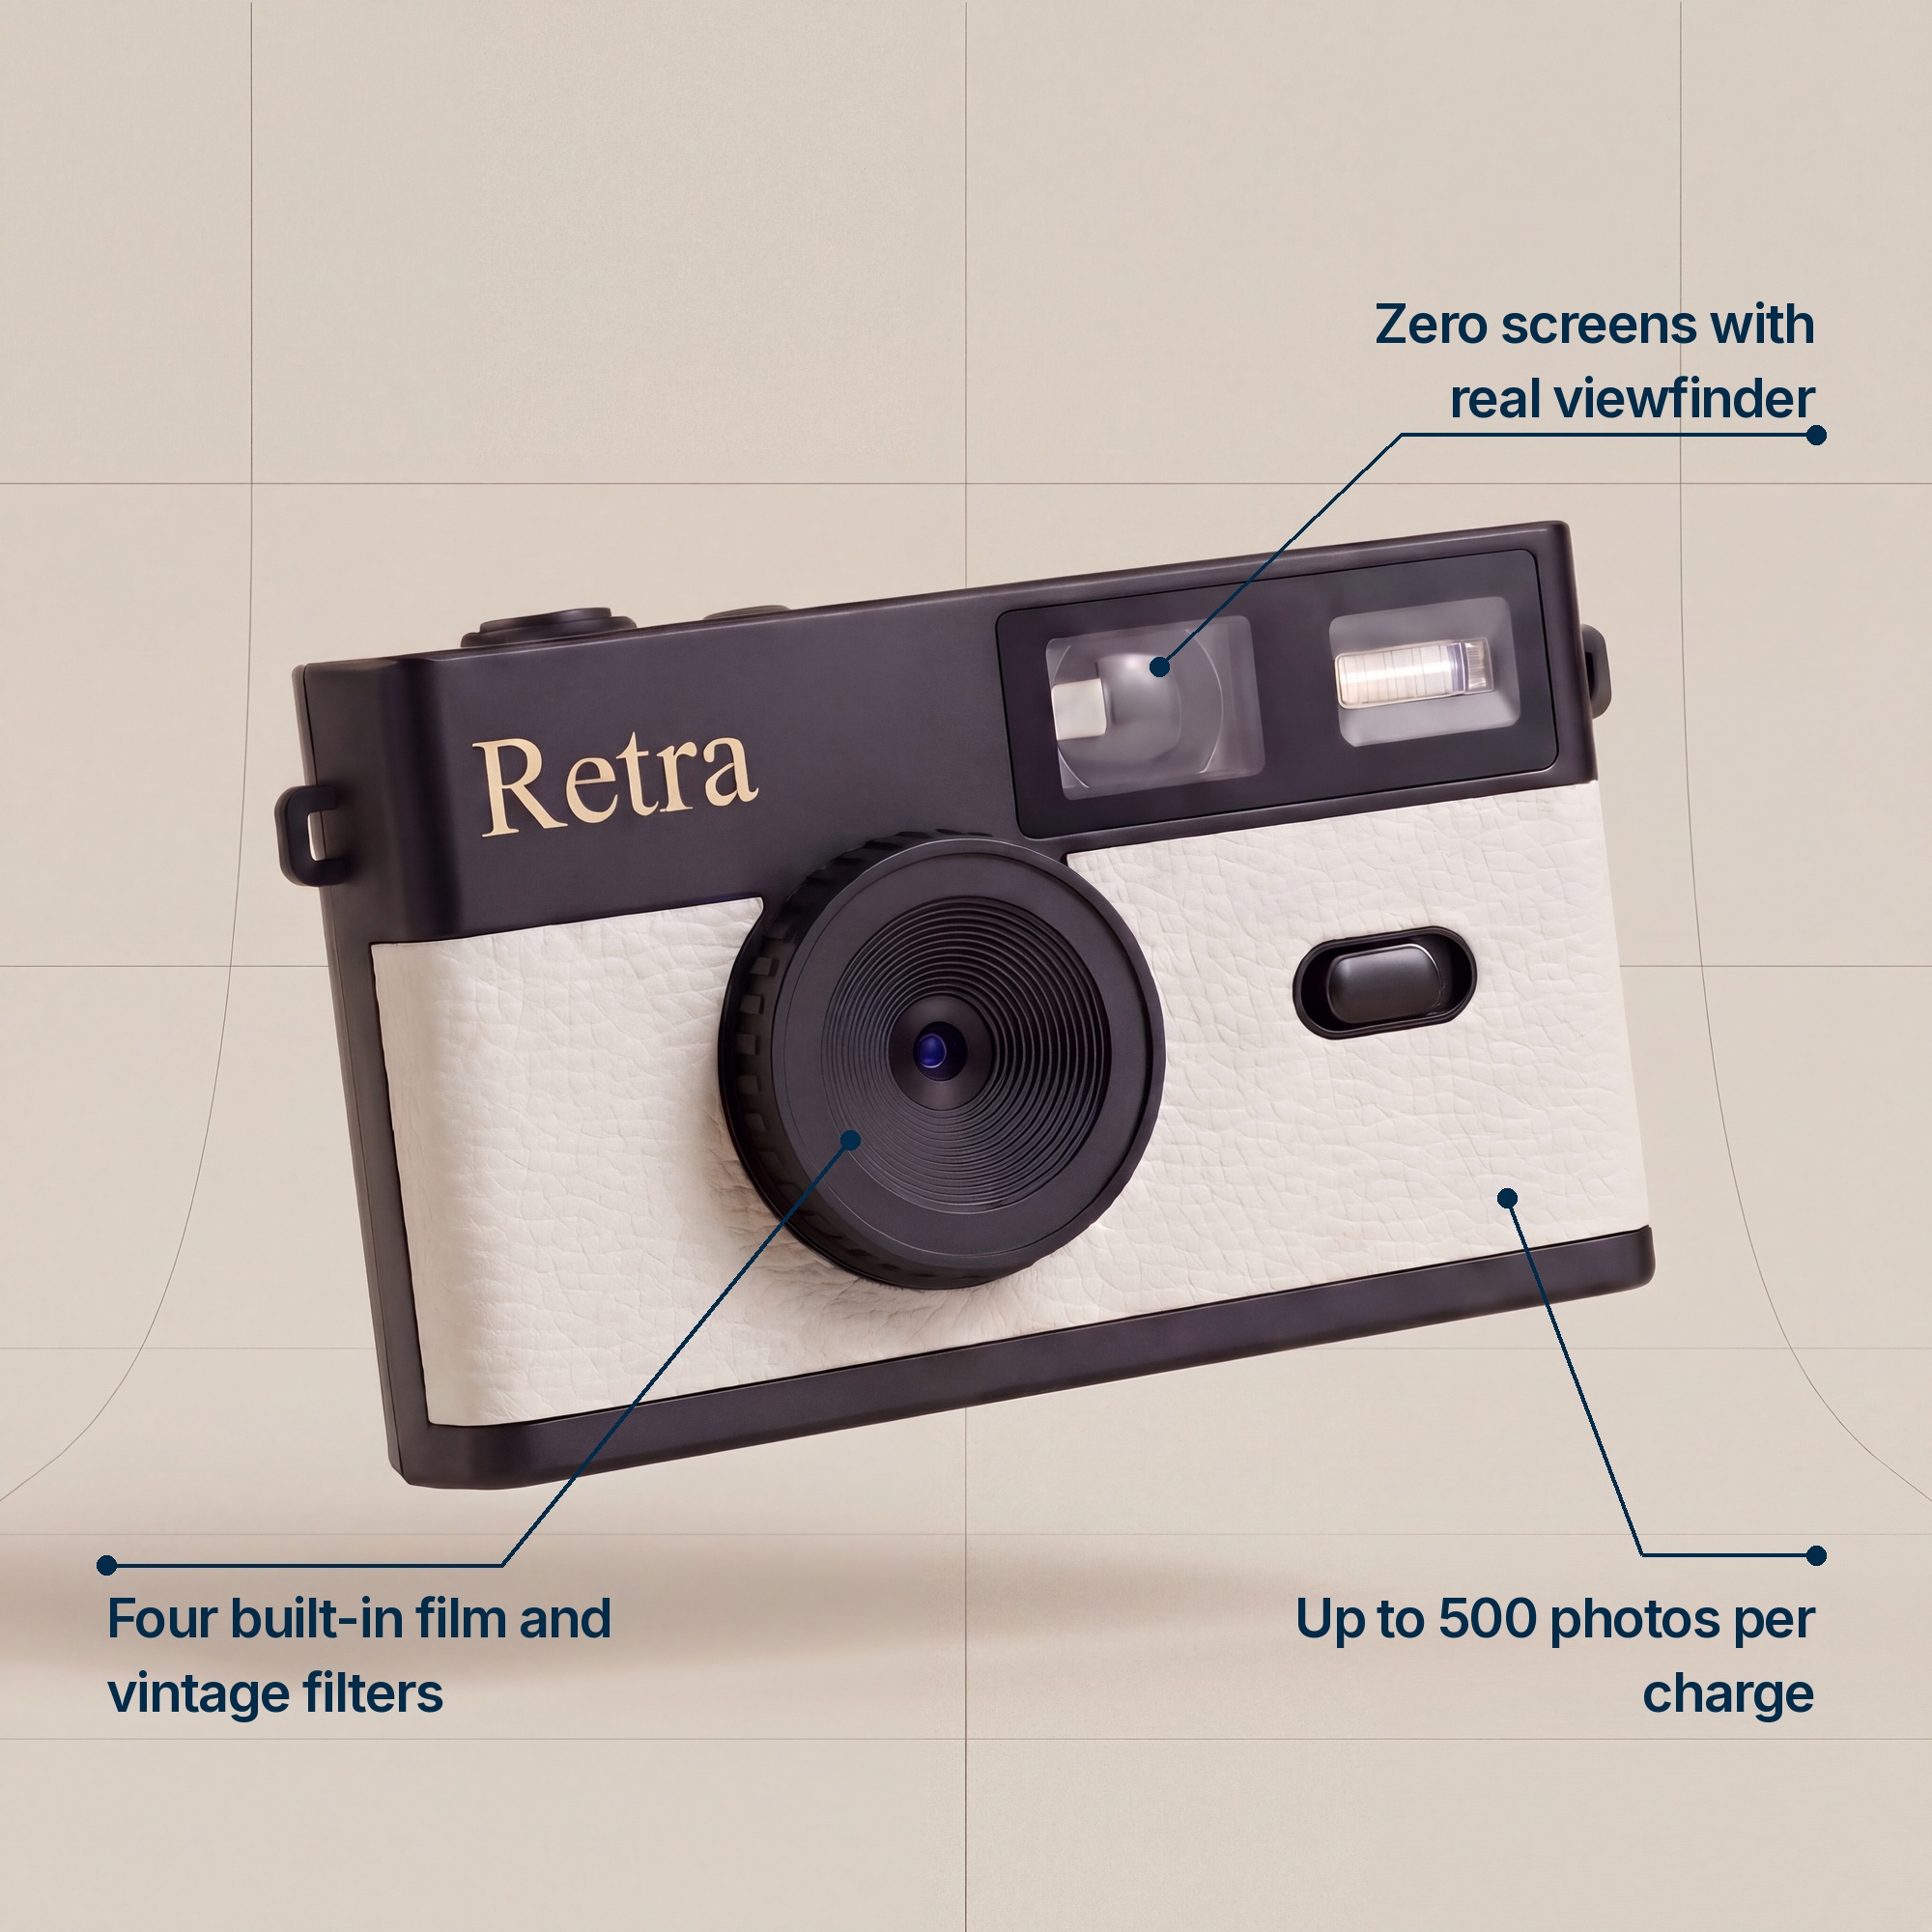 Zero screens with
real viewfinder
Retra
Four built-in film and
vintage filters
Up to 500 photos per
charge